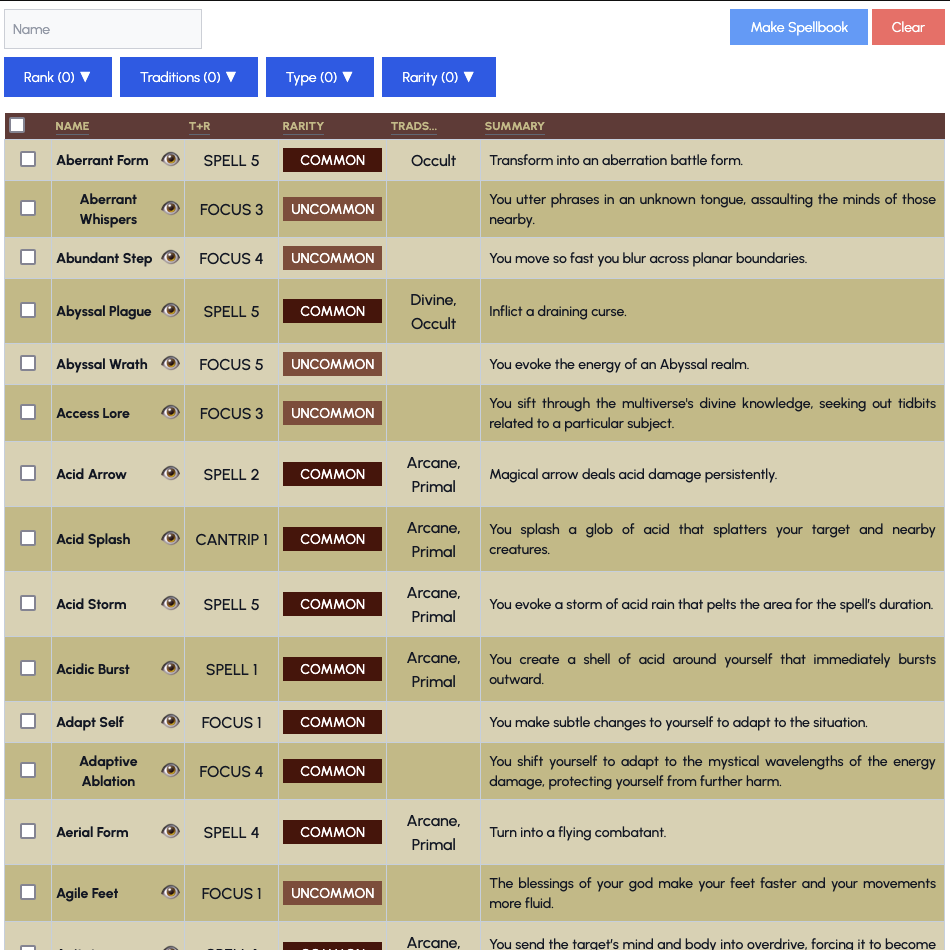 Name
Make Spellbook
Clear
Rank (0) ▼
Traditions (0) ▼
Type (0) ▼
Rarity (0) ▼
NAME T+R RARITY TRADS... SUMMARY
Aberrant Form SPELL 5 COMMON Occult Transform into an aberration battle form.
Aberrant
Whispers
FOCUS 3
UNCOMMON
You utter phrases in an unknown tongue, assaulting the minds of those
nearby.
Abundant Step FOCUS 4 UNCOMMON You move so fast you blur across planar boundaries.
Abyssal Plague SPELL 5 COMMON
Divine,
Occult
Inflict a draining curse.
Abyssal Wrath FOCUS 5 UNCOMMON You evoke the energy of an Abyssal realm.
Access Lore FOCUS 3 UNCOMMON
You sift through the multiverse's divine knowledge, seeking out tidbits
related to a particular subject.
Acid Arrow SPELL 2 COMMON
Arcane,
Primal
Magical arrow deals acid damage persistently.
Acid Splash CANTRIP 1 COMMON
Arcane,
Primal
You splash a glob of acid that splatters your target and nearby
creatures.
Acid Storm SPELL 5 COMMON
Arcane,
Primal
You evoke a storm of acid rain that pelts the area for the spell's duration.
Acidic Burst SPELL 1 COMMON
Arcane,
Primal
You create a shell of acid around yourself that immediately bursts
outward.
Adapt Self FOCUS 1 COMMON You make subtle changes to yourself to adapt to the situation.
Adaptive
Ablation
FOCUS 4
COMMON
You shift yourself to adapt to the mystical wavelengths of the energy
damage, protecting yourself from further harm.
Aerial Form SPELL 4 COMMON
Arcane,
Primal
Turn into a flying combatant.
Agile Feet FOCUS 1 UNCOMMON
The blessings of your god make your feet faster and your movements
more fluid.
Arcane,
You send the target's mind and body into overdrive, forcing it to become